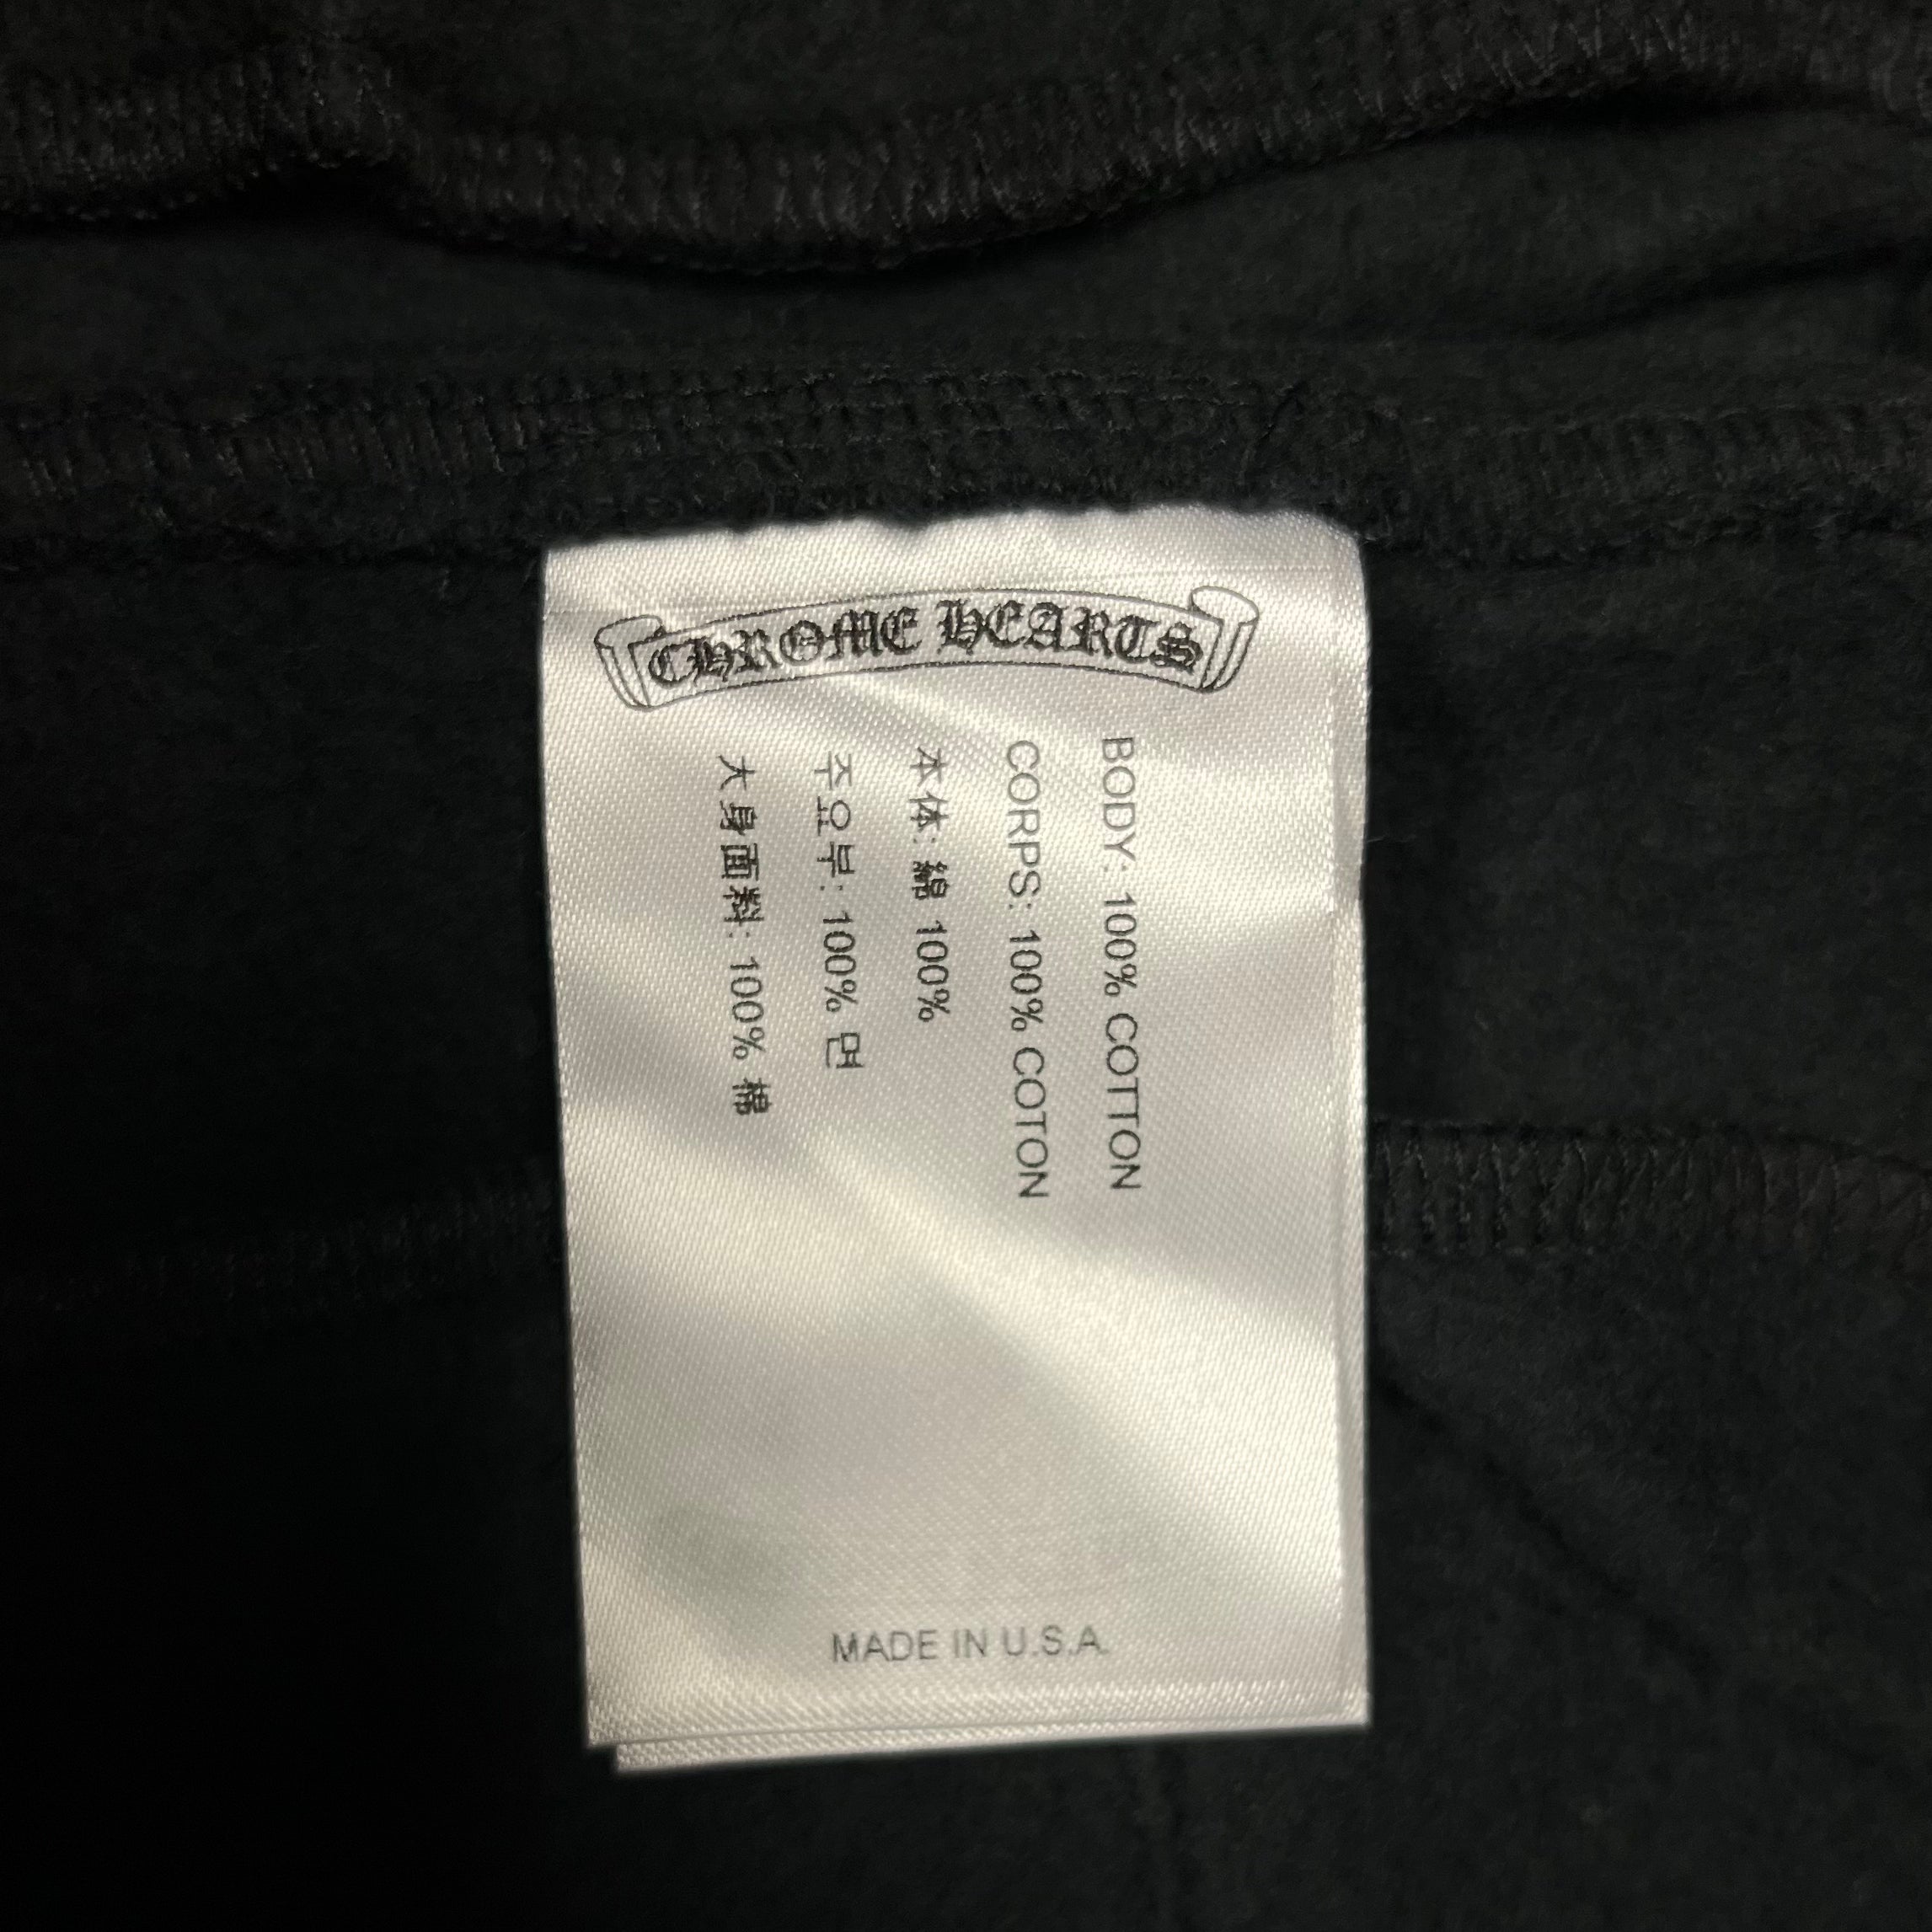 CHROME HEARTS
BODY: 100% COTTON
CORPS: 100% COTON
本体: 綿 100%
주요부: 100% 면
大身面料: 100% 棉
MADE IN U.S.A.